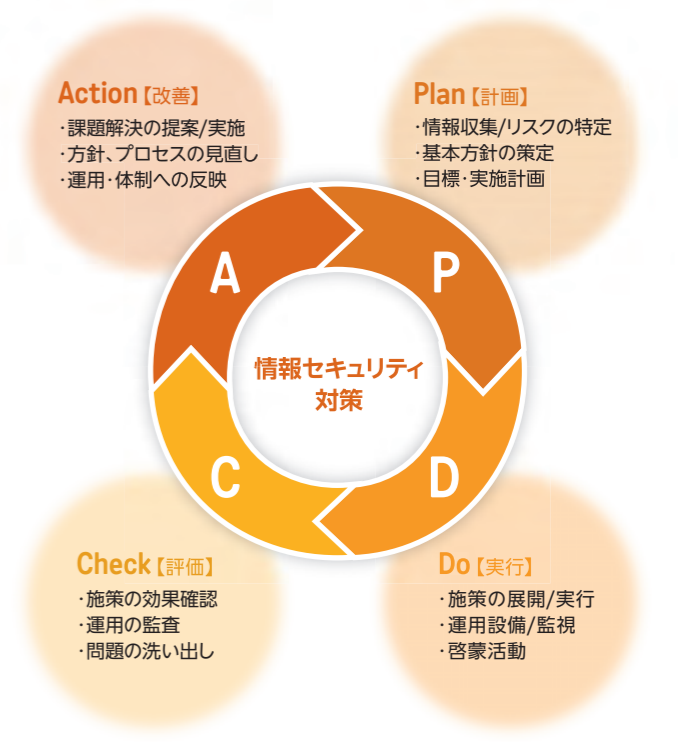 Action【改善】
·課題解決の提案/実施
·方針、プロセスの見直し
·運用·体制への反映
Plan【計画】
·情報収集/リスクの特定
·基本方針の策定
·目標·実施計画
A
P
情報セキュリティ
対策
C
D
Check【評価】
·施策の効果確認
·運用の監査
·問題の洗い出し
Do【実行】
·施策の展開/実行
·運用設備/監視
·啓蒙活動